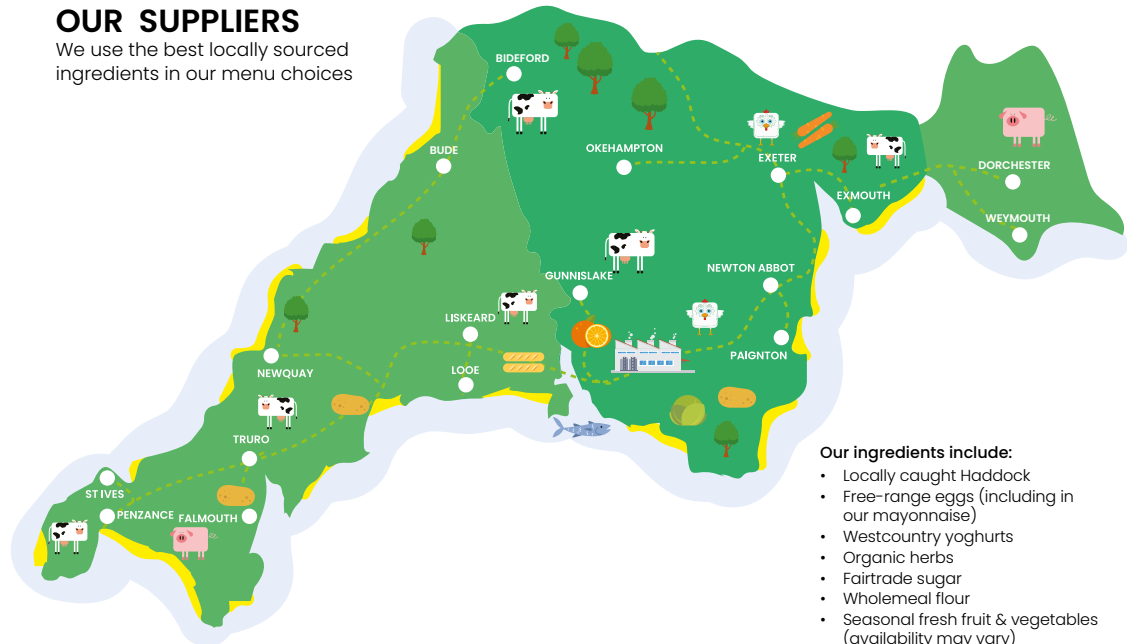 OUR SUPPLIERS
We use the best locally sourced
ingredients in our menu choices
BIDEFORD
BUDE
OKEHAMPTON
EXETER
EXMOUTH
DORCHESTER
WEYMOUTH
GUNNISLAKE
NEWTON ABBOT
LISKEARD
PAIGNTON
LOOE
NEWQUAY
TRURO
ST IVES
PENZANCE
FALMOUTH
Our ingredients include:
• Locally caught Haddock
• Free-range eggs (including in
our mayonnaise)
• Westcountry yoghurts
• Organic herbs
• Fairtrade sugar
• Wholemeal flour
• Seasonal fresh fruit & vegetables
(availability may vary)